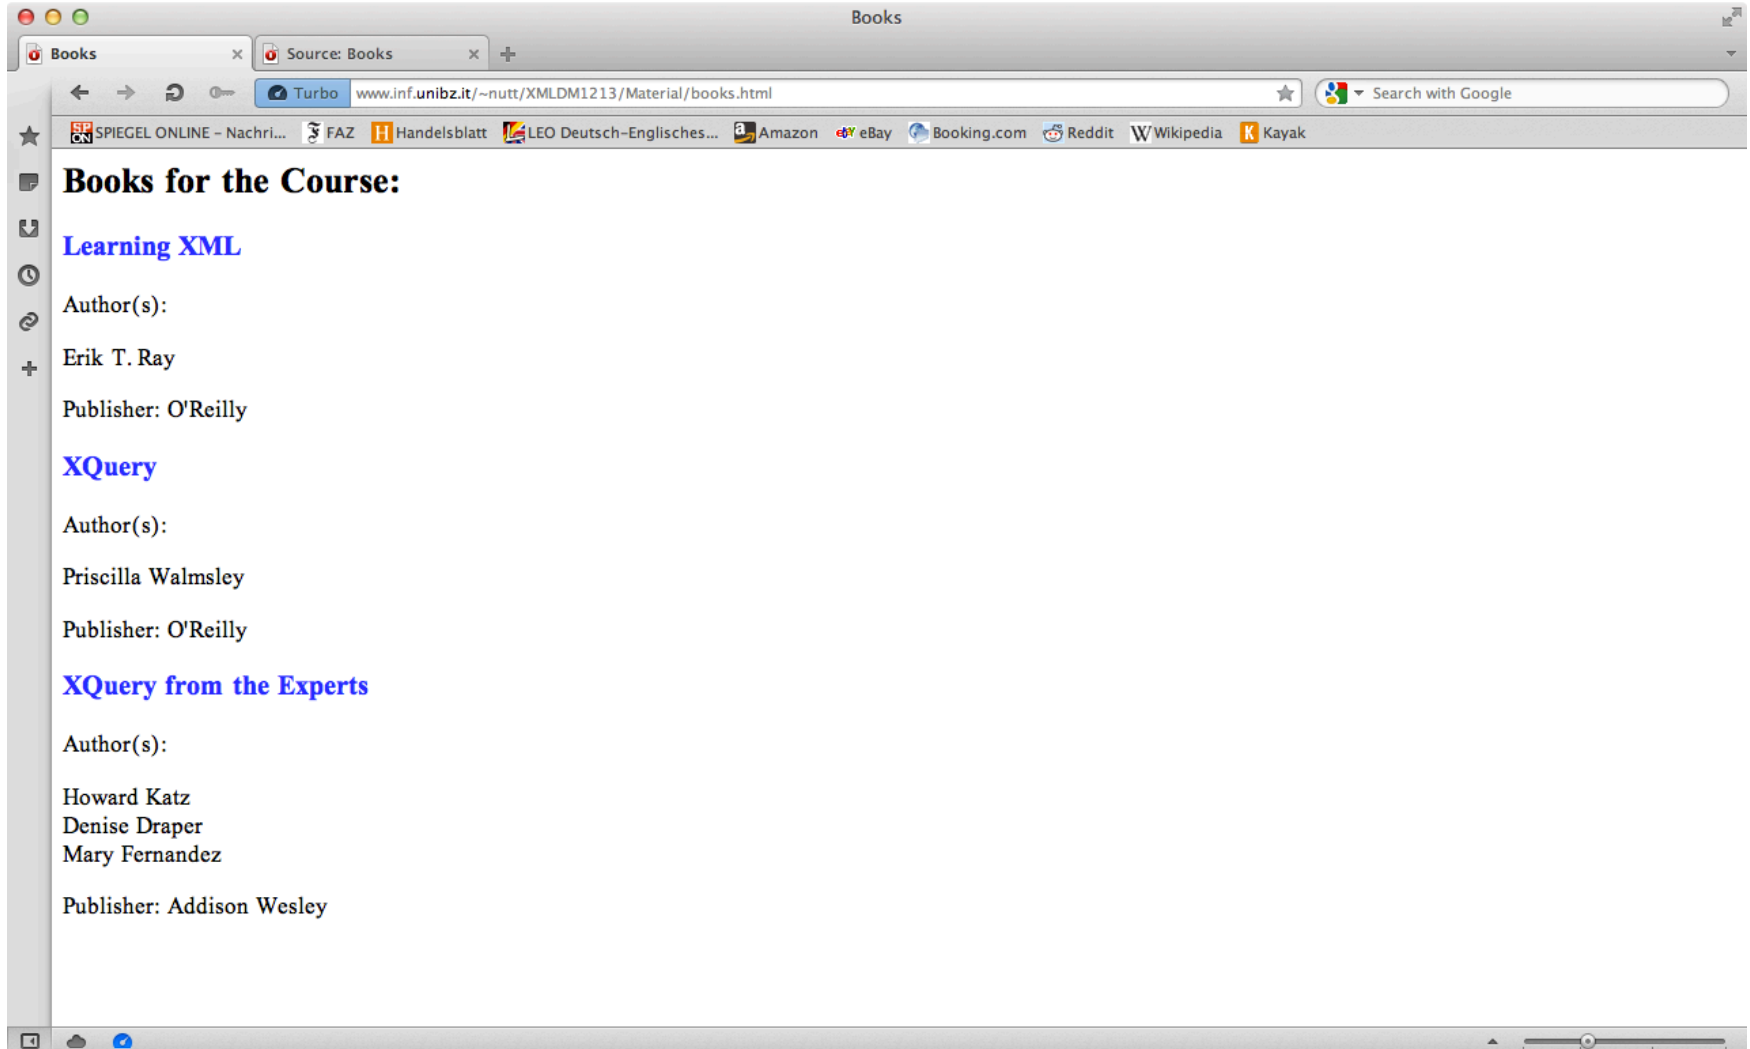 Books
Books
Source: Books
Turbo www.inf.unibz.it/~nutt/XMLDM1213/Material/books.html
Search with Google
SPIEGEL ONLINE – Nachri... FAZ Handelsblatt LEO Deutsch-Englisches... Amazon eBay Booking.com Reddit Wikipedia Kayak
Books for the Course:
Learning XML
Author(s):
Erik T. Ray
Publisher: O'Reilly
XQuery
Author(s):
Priscilla Walmsley
Publisher: O'Reilly
XQuery from the Experts
Author(s):
Howard Katz
Denise Draper
Mary Fernandez
Publisher: Addison Wesley